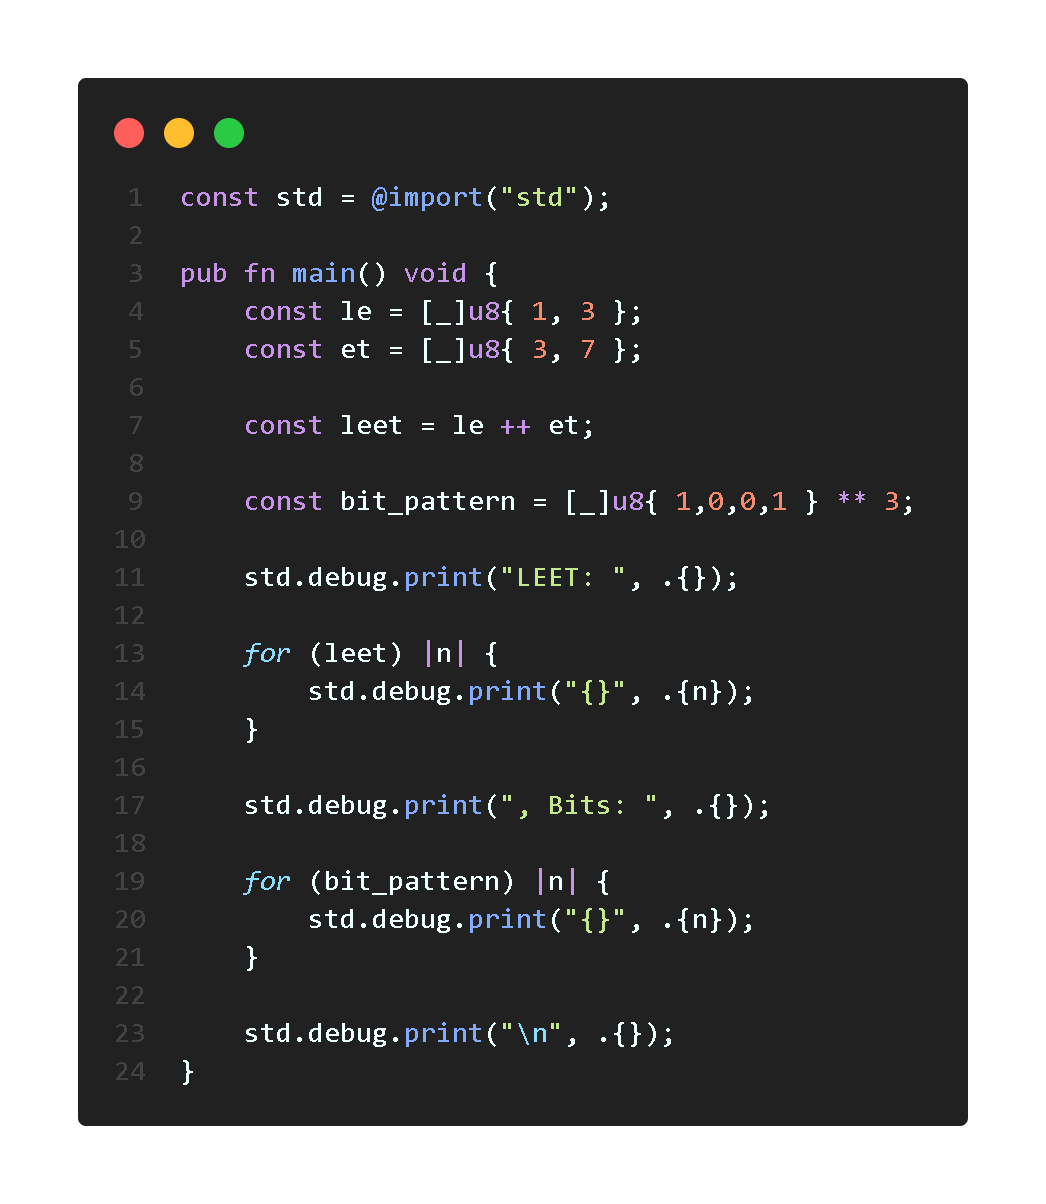 1 const std = @import("std");
2
3 pub fn main() void {
4     const le = [_]u8{ 1, 3 };
5     const et = [_]u8{ 3, 7 };
6
7     const leet = le ++ et;
8
9     const bit_pattern = [_]u8{ 1,0,0,1 } ** 3;
10
11     std.debug.print("LEET: ", .{});
12
13     for (leet) |n| {
14         std.debug.print("{}", .{n});
15     }
16
17     std.debug.print(", Bits: ", .{});
18
19     for (bit_pattern) |n| {
20         std.debug.print("{}", .{n});
21     }
22
23     std.debug.print("\n", .{});
24 }